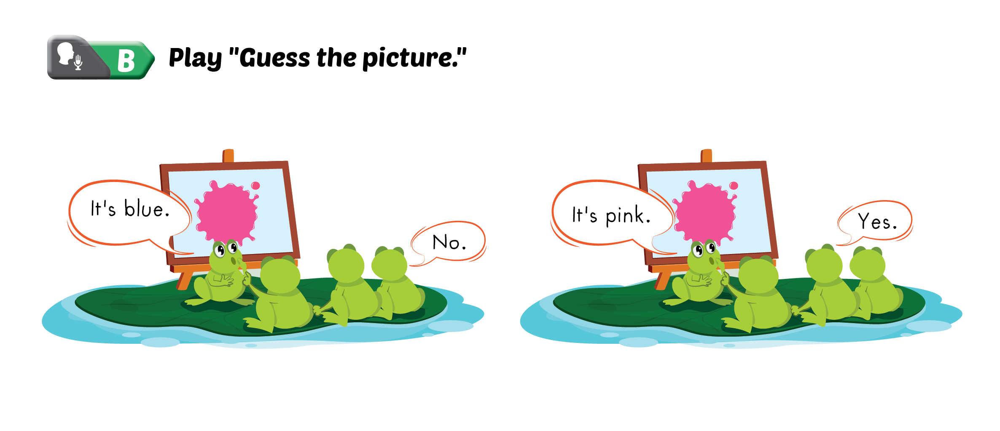 B Play "Guess the picture."
It's blue.
No.
It's pink.
Yes.